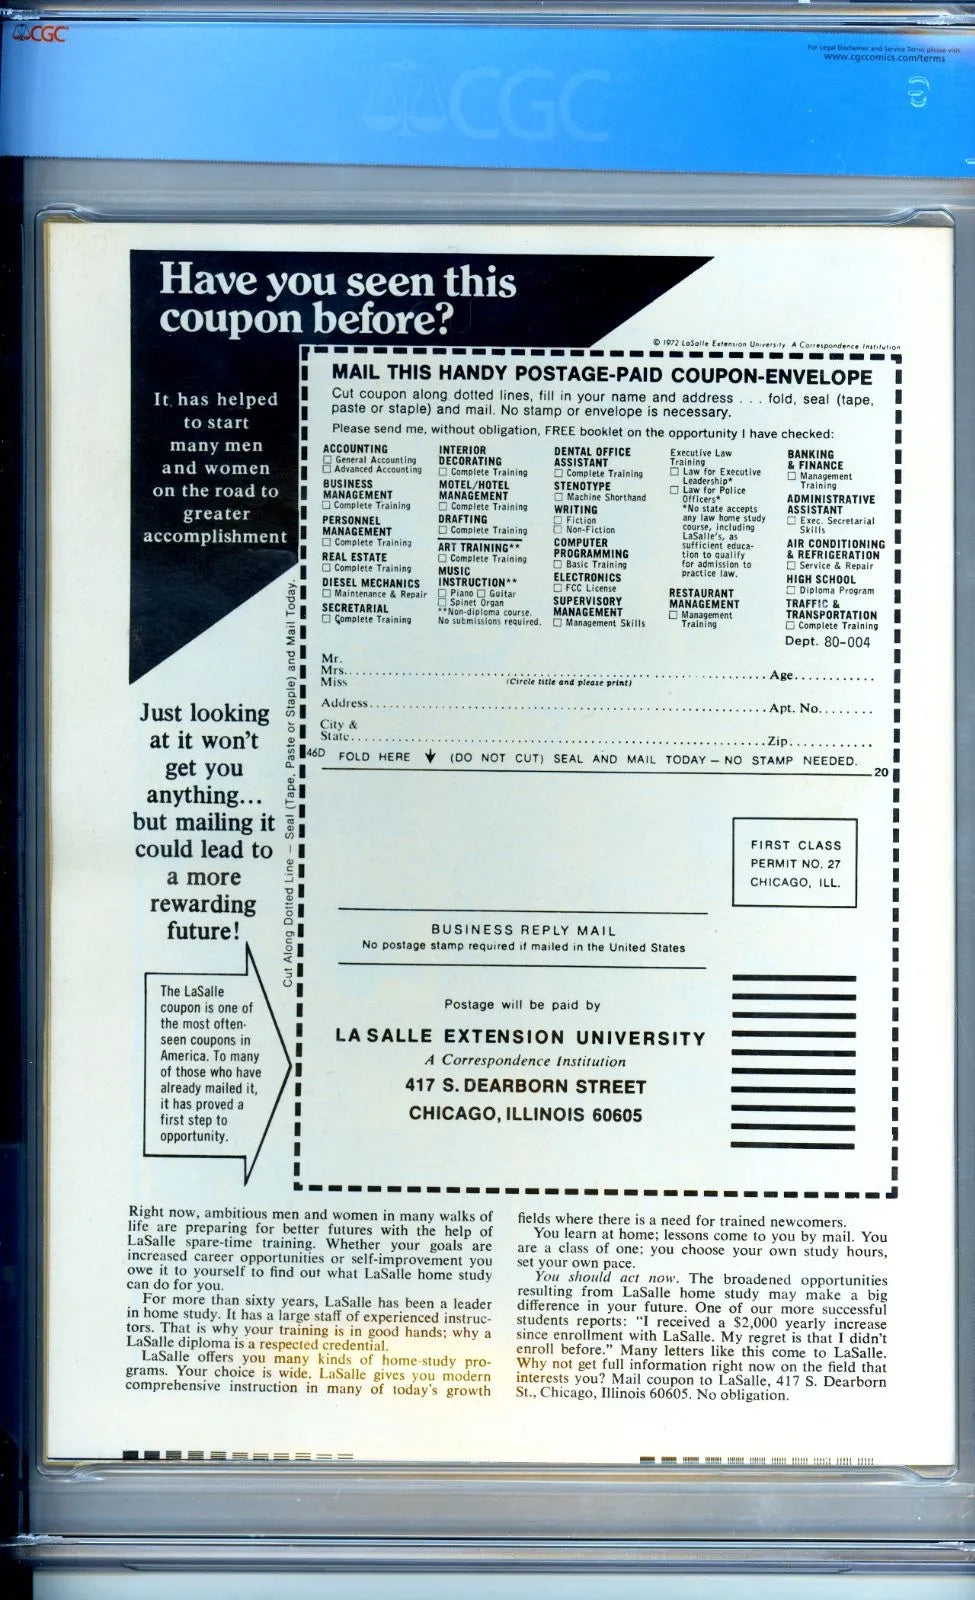 CGC
For Legal Disclaimer and Service Terms please visit
www.cgccomics.com/terms
CGC
Have you seen this
coupon before?
© 1972 LaSalle Extension University. A Correspondence Institution
It has helped
to start
many men
and women
on the road to
greater
accomplishment
Just looking
at it won't
get you
anything...
but mailing it
could lead to
a more
rewarding
future!
The LaSalle
coupon is one of
the most often-
seen coupons in
America. To many
of those who have
already mailed it,
it has proved a
first step to
opportunity.
Cut Along Dotted Line — Seal (Tape, Paste or Staple) and Mail Today.
MAIL THIS HANDY POSTAGE-PAID COUPON-ENVELOPE
Cut coupon along dotted lines, fill in your name and address . . . fold, seal (tape,
paste or staple) and mail. No stamp or envelope is necessary.
Please send me, without obligation, FREE booklet on the opportunity I have checked:
ACCOUNTING
☐ General Accounting
☐ Advanced Accounting
BUSINESS
MANAGEMENT
☐ Complete Training
PERSONNEL
MANAGEMENT
☐ Complete Training
REAL ESTATE
☐ Complete Training
DIESEL MECHANICS
☐ Maintenance & Repair
SECRETARIAL
☐ Complete Training
INTERIOR
DECORATING
☐ Complete Training
MOTEL/HOTEL
MANAGEMENT
☐ Complete Training
DRAFTING
☐ Complete Training
ART TRAINING**
☐ Complete Training
MUSIC
INSTRUCTION**
☐ Piano ☐ Guitar
☐ Spinet Organ
**Non-diploma course.
No submissions required.
DENTAL OFFICE
ASSISTANT
☐ Complete Training
STENOTYPE
☐ Machine Shorthand
WRITING
☐ Fiction
☐ Non-Fiction
COMPUTER
PROGRAMMING
☐ Basic Training
ELECTRONICS
☐ FCC License
SUPERVISORY
MANAGEMENT
☐ Management Skills
Executive Law
Training
☐ Law for Executive
Leadership*
☐ Law for Police
Officers*
*No state accepts
any law home study
course, including
LaSalle's, as
sufficient educa-
tion to qualify
for admission to
practice law.
RESTAURANT
MANAGEMENT
☐ Management
Training
BANKING
& FINANCE
☐ Management
Training
ADMINISTRATIVE
ASSISTANT
☐ Exec. Secretarial
Skills
AIR CONDITIONING
& REFRIGERATION
☐ Service & Repair
HIGH SCHOOL
☐ Diploma Program
TRAFFIC &
TRANSPORTATION
☐ Complete Training
Dept. 80-004
Mr.
Mrs. Age
Miss (Circle title and please print)
Address Apt. No.
City &
State Zip
46D FOLD HERE ↓ (DO NOT CUT) SEAL AND MAIL TODAY — NO STAMP NEEDED.
20
FIRST CLASS
PERMIT NO. 27
CHICAGO, ILL.
BUSINESS REPLY MAIL
No postage stamp required if mailed in the United States
Postage will be paid by
LA SALLE EXTENSION UNIVERSITY
A Correspondence Institution
417 S. DEARBORN STREET
CHICAGO, ILLINOIS 60605
Right now, ambitious men and women in many walks of
life are preparing for better futures with the help of
LaSalle spare-time training. Whether your goals are
increased career opportunities or self-improvement you
owe it to yourself to find out what LaSalle home study
can do for you.
For more than sixty years, LaSalle has been a leader
in home study. It has a large staff of experienced instruc-
tors. That is why your training is in good hands; why a
LaSalle diploma is a respected credential.
LaSalle offers you many kinds of home-study pro-
grams. Your choice is wide. LaSalle gives you modern
comprehensive instruction in many of today's growth
fields where there is a need for trained newcomers.
You learn at home; lessons come to you by mail. You
are a class of one; you choose your own study hours,
set your own pace.
You should act now. The broadened opportunities
resulting from LaSalle home study may make a big
difference in your future. One of our more successful
students reports: "I received a $2,000 yearly increase
since enrollment with LaSalle. My regret is that I didn't
enroll before." Many letters like this come to LaSalle.
Why not get full information right now on the field that
interests you? Mail coupon to LaSalle, 417 S. Dearborn
St., Chicago, Illinois 60605. No obligation.